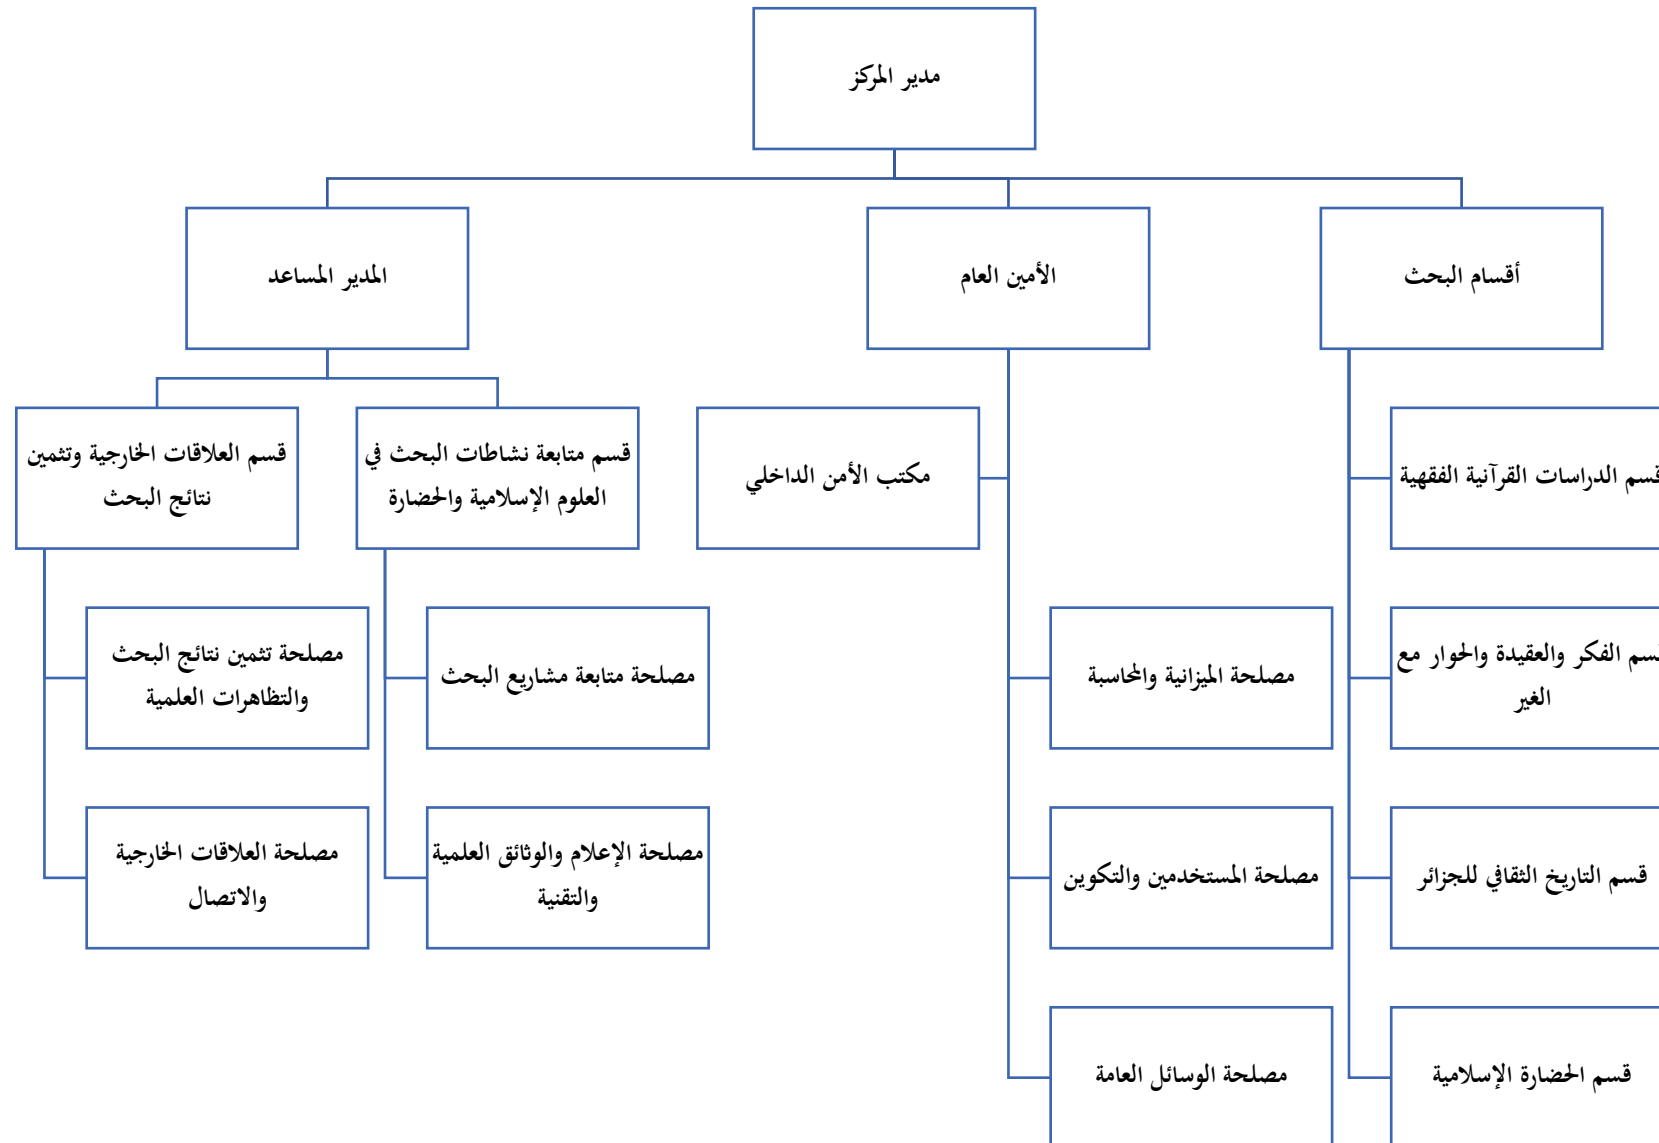 مدير المركز
أقسام البحث
الأمين العام
المدير المساعد
قسم الدراسات القرآنية الفقهية
مكتب الأمن الداخلي
قسم متابعة نشاطات البحث في
العلوم الإسلامية والحضارة
قسم العلاقات الخارجية وتثمين
نتائج البحث
قسم الفكر والعقيدة والحوار مع
الغير
مصلحة الميزانية والمحاسبة
مصلحة متابعة مشاريع البحث
مصلحة تثمين نتائج البحث
والتظاهرات العلمية
قسم التاريخ الثقافي للجزائر
مصلحة المستخدمين والتكوين
مصلحة الإعلام والوثائق العلمية
والتقنية
مصلحة العلاقات الخارجية
والاتصال
قسم الحضارة الإسلامية
مصلحة الوسائل العامة